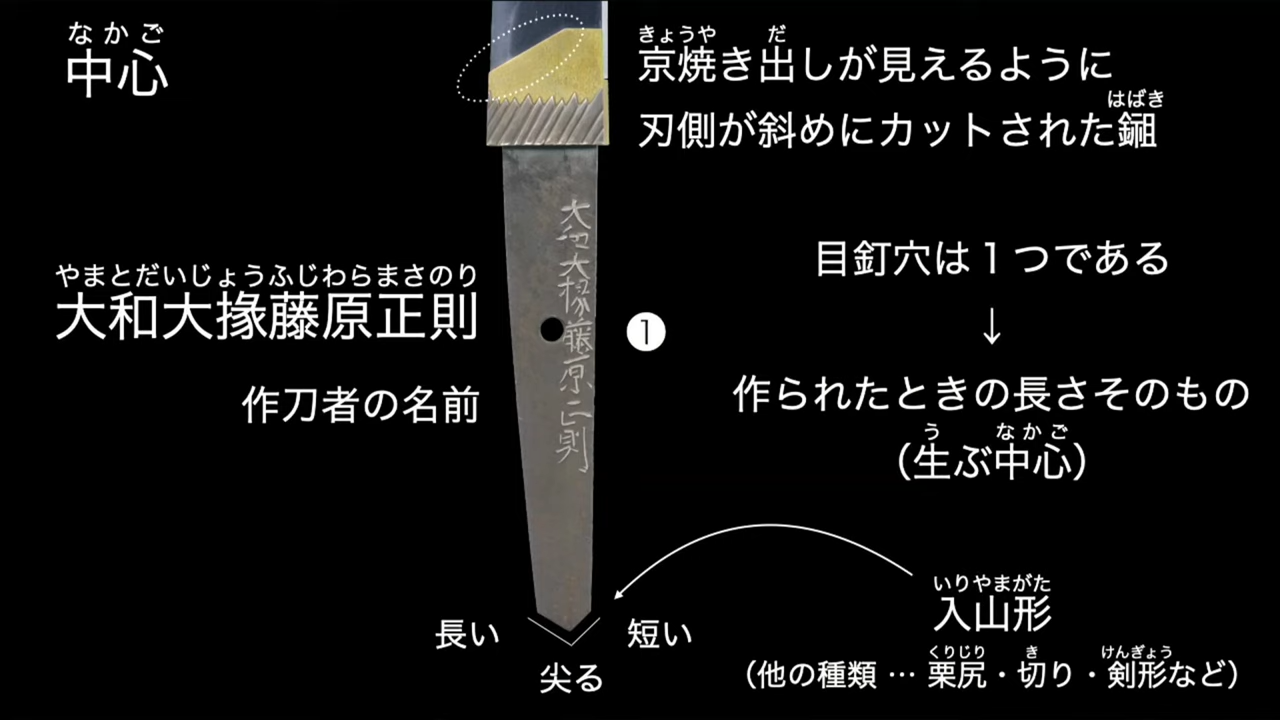 なかご
中心
きょうや だ
京焼き出しが見えるように
はばき
刃側が斜めにカットされた鎺
大和大掾藤原正則
やまとだいじょうふじわらまさのり
大和大掾藤原正則
作刀者の名前
1
目釘穴は1つである
↓
作られたときの長さそのもの
う なかご
（生ぶ中心）
いりやまがた
入山形
くりじり き けんぎょう
（他の種類 … 栗尻・切り・剣形など）
長い
短い
尖る